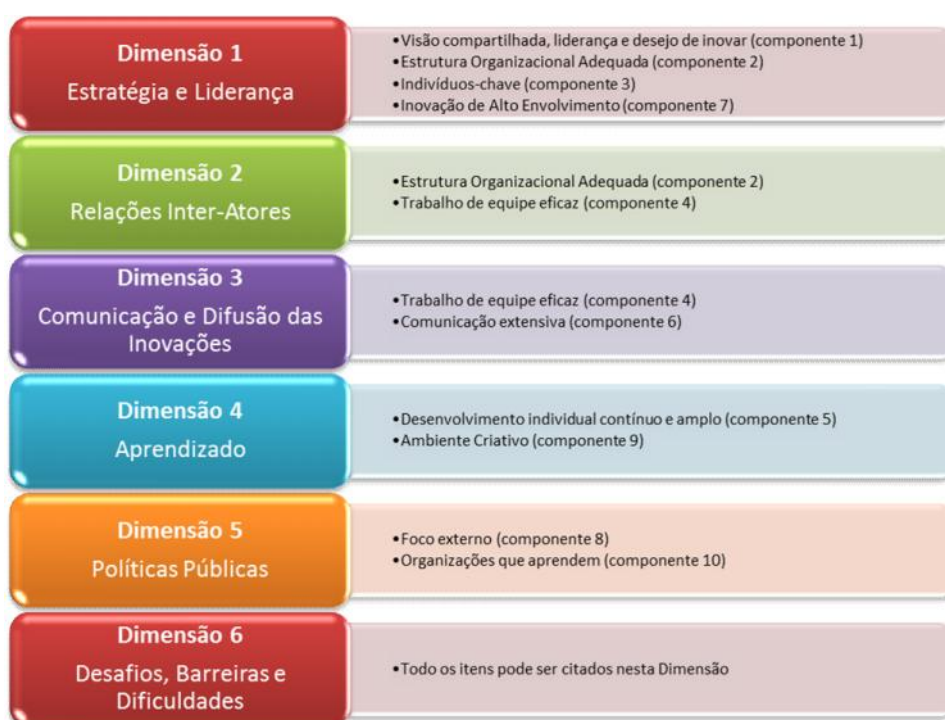 Dimensão 1
Estratégia e Liderança
•Visão compartilhada, liderança e desejo de inovar (componente 1)
•Estrutura Organizacional Adequada (componente 2)
•Indivíduos-chave (componente 3)
•Inovação de Alto Envolvimento (componente 7)
Dimensão 2
Relações Inter-Atores
•Estrutura Organizacional Adequada (componente 2)
•Trabalho de equipe eficaz (componente 4)
Dimensão 3
Comunicação e Difusão das
Inovações
•Trabalho de equipe eficaz (componente 4)
•Comunicação extensiva (componente 6)
Dimensão 4
Aprendizado
•Desenvolvimento individual contínuo e amplo (componente 5)
•Ambiente Criativo (componente 9)
Dimensão 5
Políticas Públicas
•Foco externo (componente 8)
•Organizações que aprendem (componente 10)
Dimensão 6
Desafios, Barreiras e
Dificuldades
•Todo os itens pode ser citados nesta Dimensão